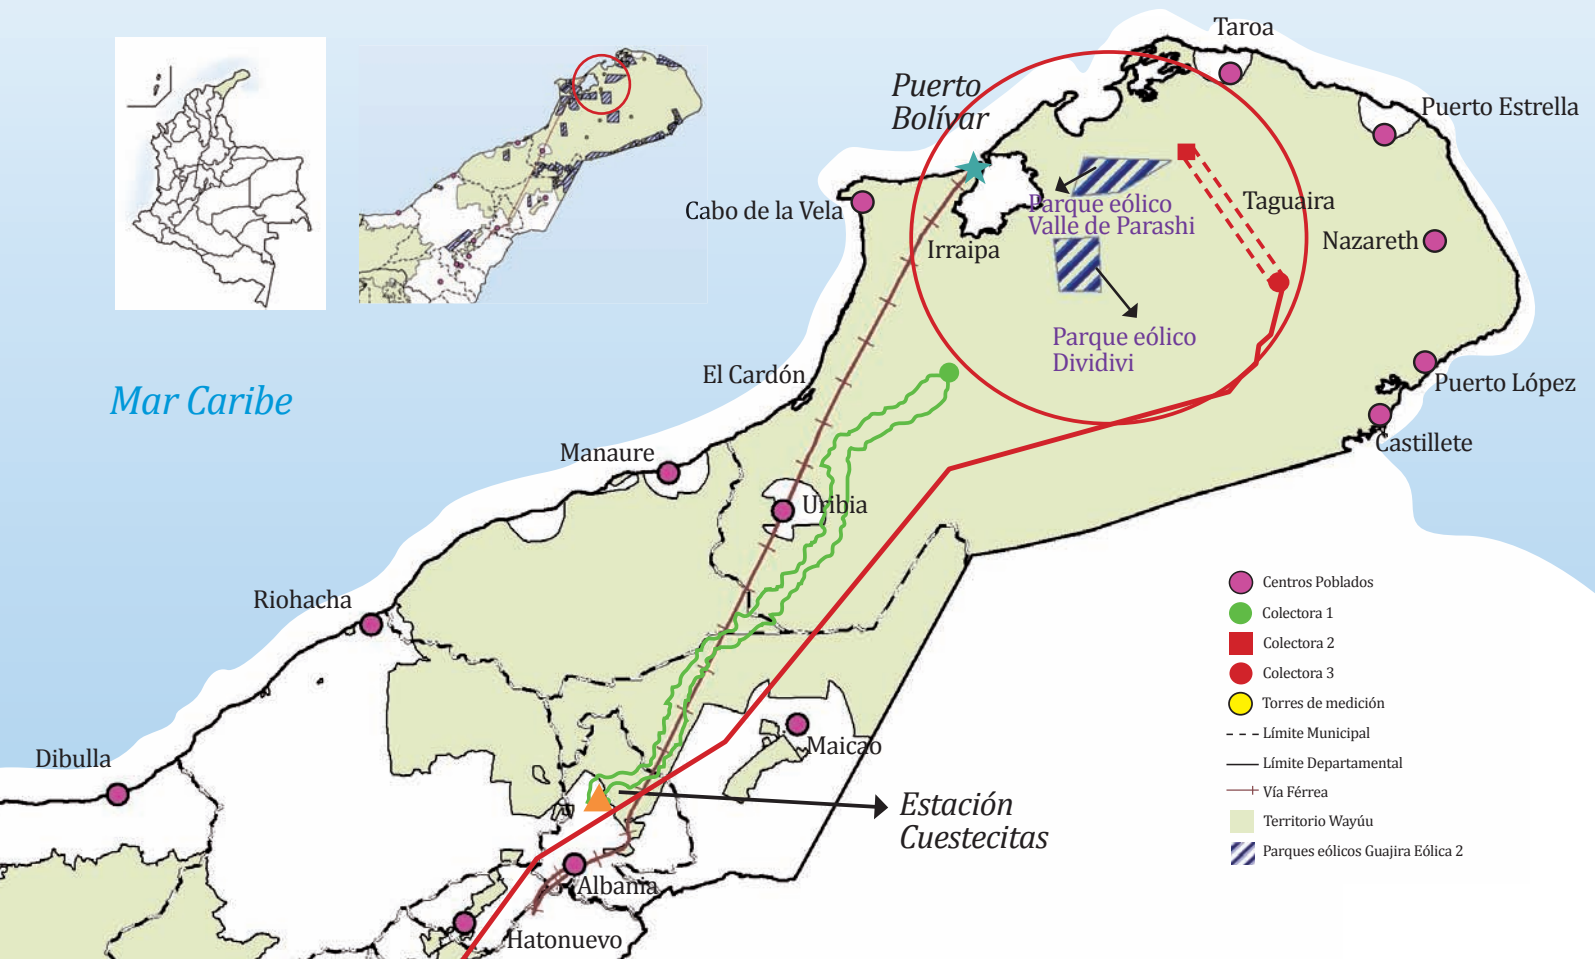 Taroa
Puerto
Bolívar
Puerto Estrella
Cabo de la Vela
Parque eólico
Valle de Parashi
Taguaira
Irraipa
Nazareth
Parque eólico
Dividivi
El Cardón
Puerto López
Mar Caribe
Castillete
Manaure
Uribia
Riohacha
Maicao
Dibulla
Estación
Cuestecitas
Albania
Hatonuevo
Centros Poblados
Colectora 1
Colectora 2
Colectora 3
Torres de medición
Límite Municipal
Límite Departamental
Vía Férrea
Territorio Wayúu
Parques eólicos Guajira Eólica 2